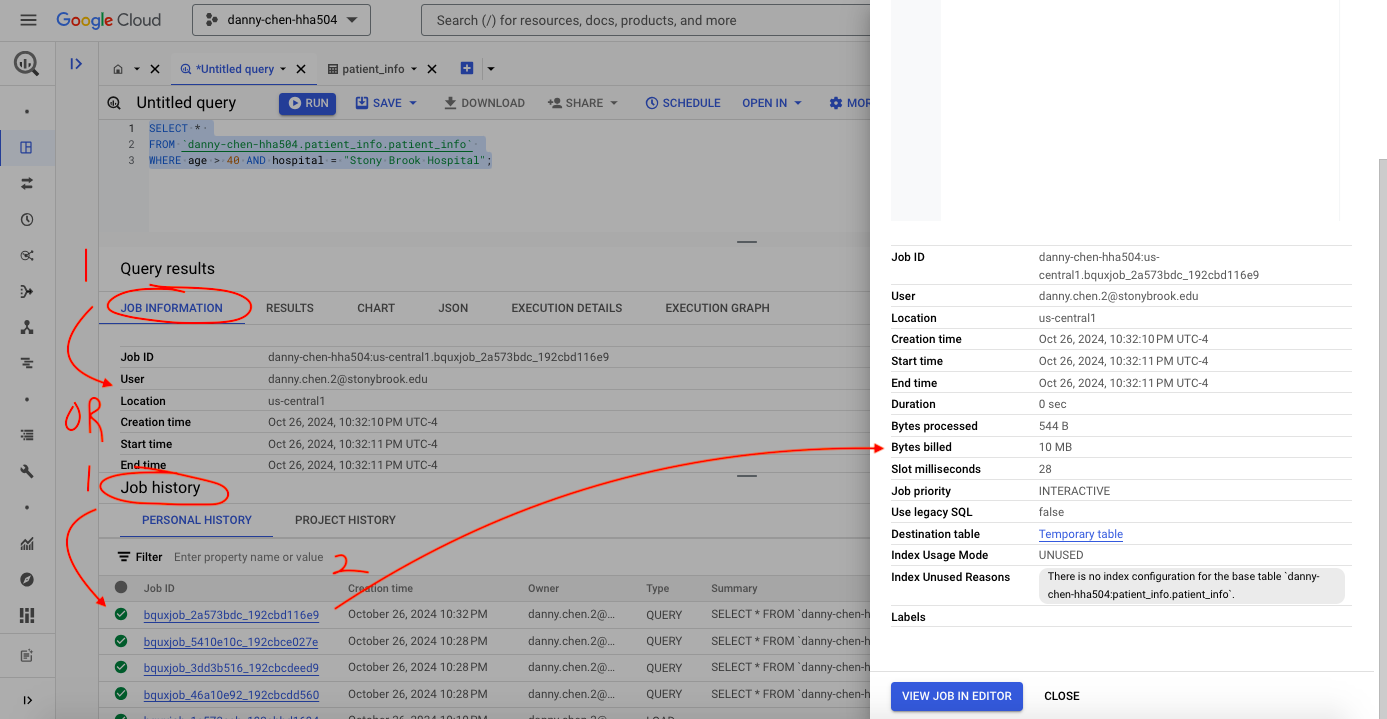 Google Cloud
danny-chen-hha504
Search (/) for resources, docs, products, and more
*Untitled query
patient_info
Untitled query
RUN
SAVE
DOWNLOAD
SHARE
SCHEDULE
OPEN IN
MOR
1 SELECT *
2 FROM `danny-chen-hha504.patient_info.patient_info`
3 WHERE age > 40 AND hospital = "Stony Brook Hospital";
1
Query results
JOB INFORMATION
RESULTS
CHART
JSON
EXECUTION DETAILS
EXECUTION GRAPH
Job ID danny-chen-hha504:us-central1.bquxjob_2a573bdc_192cbd116e9
User danny.chen.2@stonybrook.edu
Location us-central1
Creation time Oct 26, 2024, 10:32:10 PM UTC-4
Start time Oct 26, 2024, 10:32:11 PM UTC-4
End time Oct 26, 2024, 10:32:11 PM UTC-4
OR
1
Job history
PERSONAL HISTORY
PROJECT HISTORY
Filter Enter property name or value
2
Job ID Creation time Owner Type Summary
bquxjob_2a573bdc_192cbd116e9 October 26, 2024 10:32 PM danny.chen.2@... QUERY SELECT * FROM `danny-chen-h
bquxjob_5410e10c_192cbce027e October 26, 2024 10:28 PM danny.chen.2@... QUERY SELECT * FROM `danny-chen-h
bquxjob_3dd3b516_192cbcdeed9 October 26, 2024 10:28 PM danny.chen.2@... QUERY SELECT * FROM `danny-chen-h
bquxjob_46a10e92_192cbcdd560 October 26, 2024 10:28 PM danny.chen.2@... QUERY SELECT * FROM `danny-chen-h
Job ID danny-chen-hha504:us-
central1.bquxjob_2a573bdc_192cbd116e9
User danny.chen.2@stonybrook.edu
Location us-central1
Creation time Oct 26, 2024, 10:32:10 PM UTC-4
Start time Oct 26, 2024, 10:32:11 PM UTC-4
End time Oct 26, 2024, 10:32:11 PM UTC-4
Duration 0 sec
Bytes processed 544 B
Bytes billed 10 MB
Slot milliseconds 28
Job priority INTERACTIVE
Use legacy SQL false
Destination table Temporary table
Index Usage Mode UNUSED
Index Unused Reasons There is no index configuration for the base table `danny-
chen-hha504:patient_info.patient_info`.
Labels
VIEW JOB IN EDITOR
CLOSE